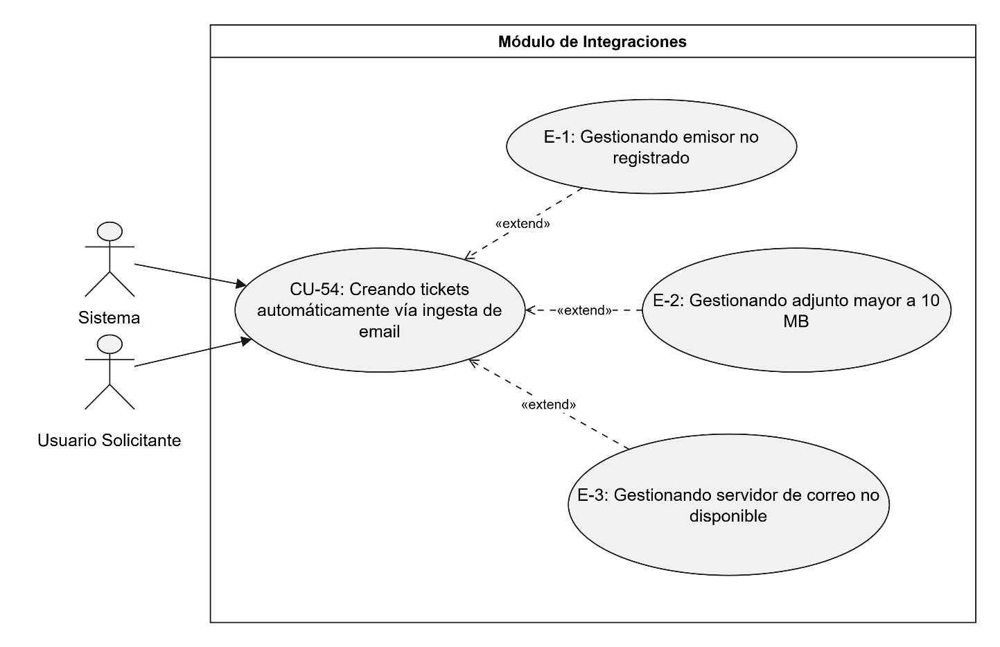 Módulo de Integraciones
E-1: Gestionando emisor no
registrado
«extend»
Sistema
CU-54: Creando tickets
automáticamente vía ingesta de
email
«extend»
E-2: Gestionando adjunto mayor a 10
MB
Usuario Solicitante
«extend»
E-3: Gestionando servidor de correo no
disponible